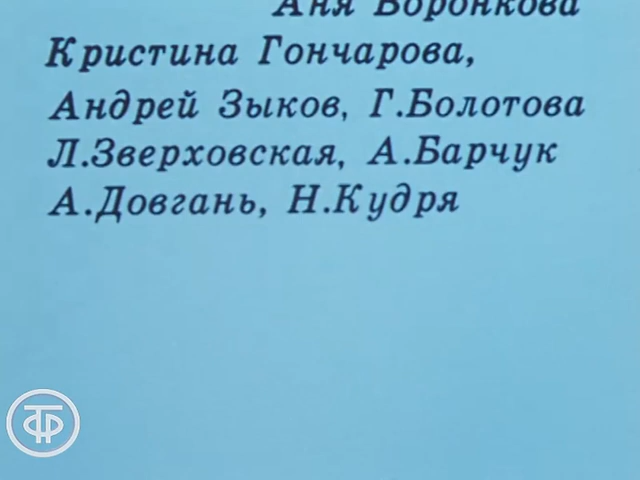 Аня Воронкова
Кристина Гончарова,
Андрей Зыков, Г.Болотова
Л.Зверховская, А.Барчук
А.Довгань, Н.Кудря